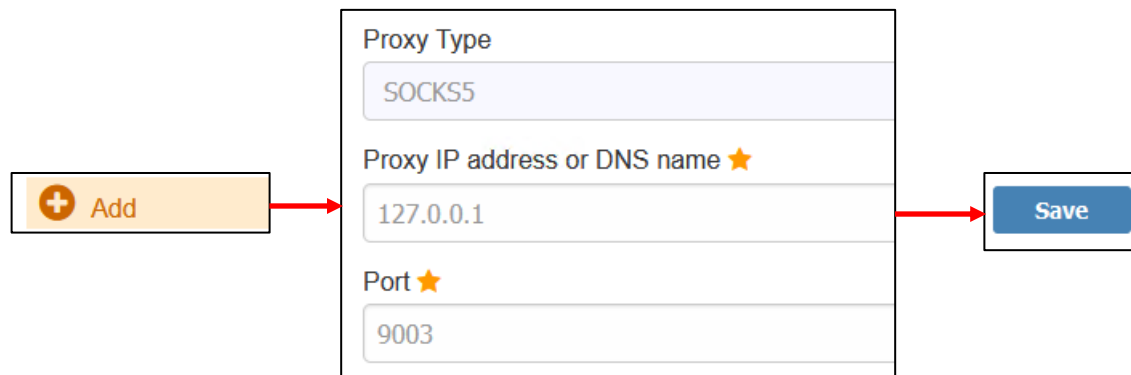 Add
Proxy Type
SOCKS5
Proxy IP address or DNS name
127.0.0.1
Port
9003
Save